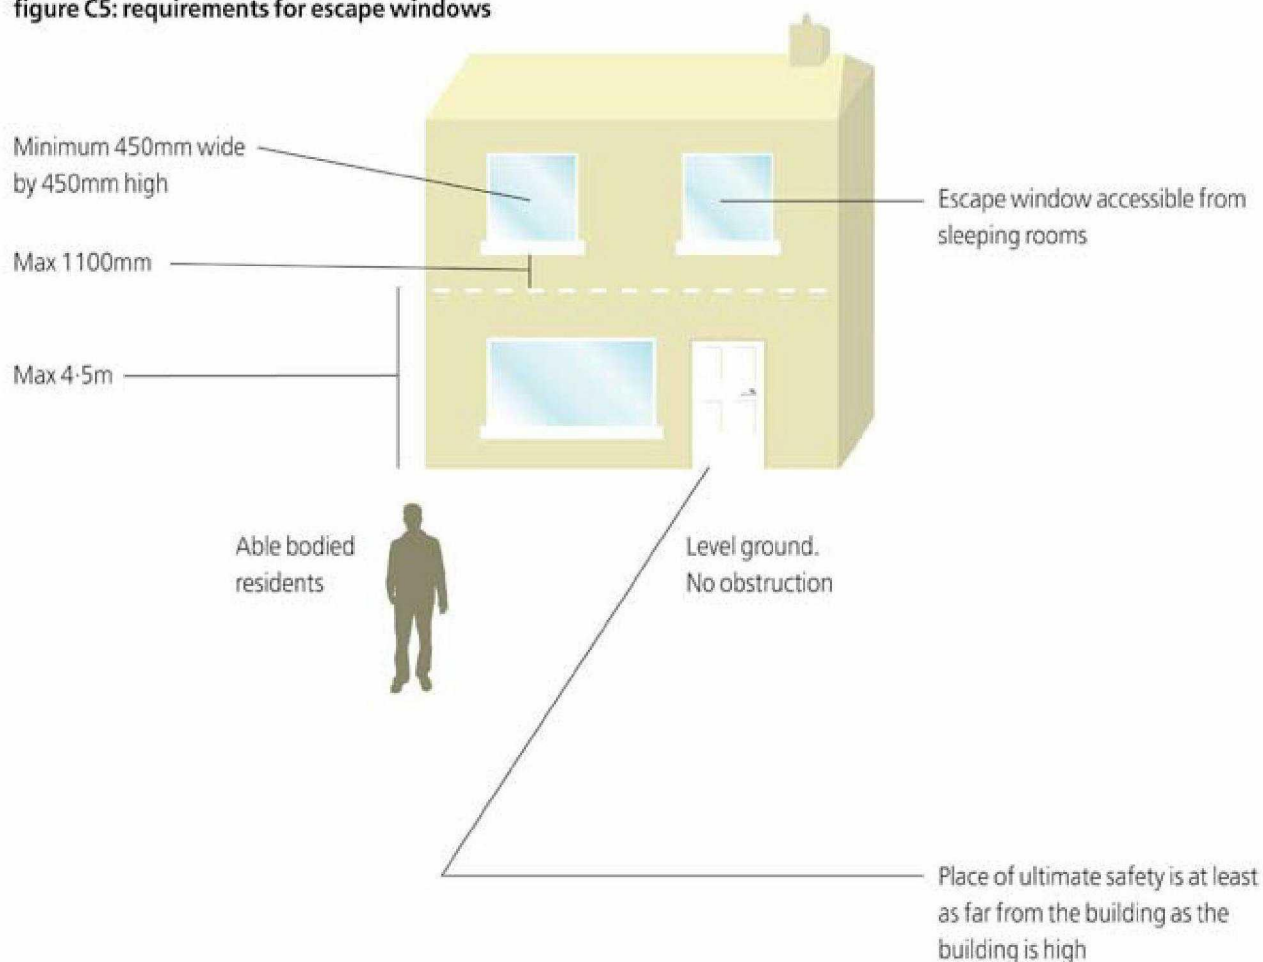 figure C5: requirements for escape windows
Minimum 450mm wide
by 450mm high
Escape window accessible from
sleeping rooms
Max 1100mm
Max 4·5m
Able bodied
residents
Level ground.
No obstruction
Place of ultimate safety is at least
as far from the building as the
building is high